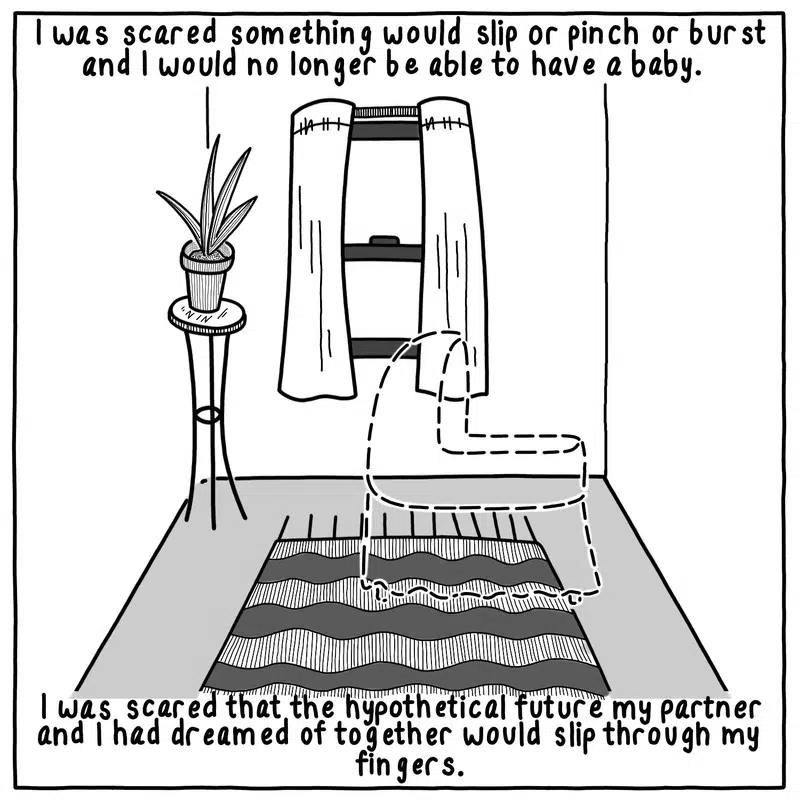 I was scared something would slip or pinch or burst
and I would no longer be able to have a baby.
I was scared that the hypothetical future my partner
and I had dreamed of together would slip through my
fingers.